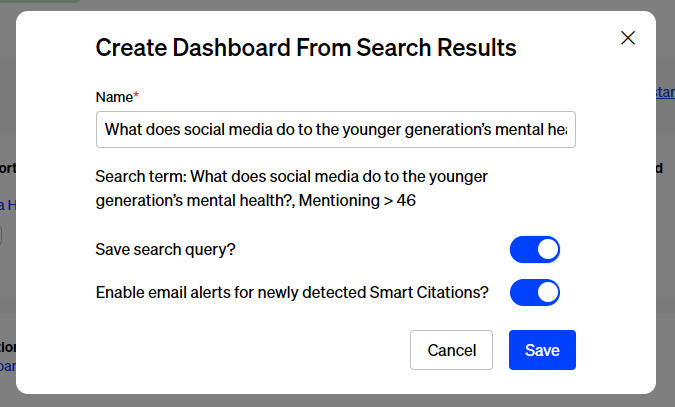 Create Dashboard From Search Results
Name*
What does social media do to the younger generation’s mental
Search term: What does social media do to the younger
generation’s mental health?, Mentioning > 46
Save search query?
Enable email alerts for newly detected Smart Citations?
Cancel
Save